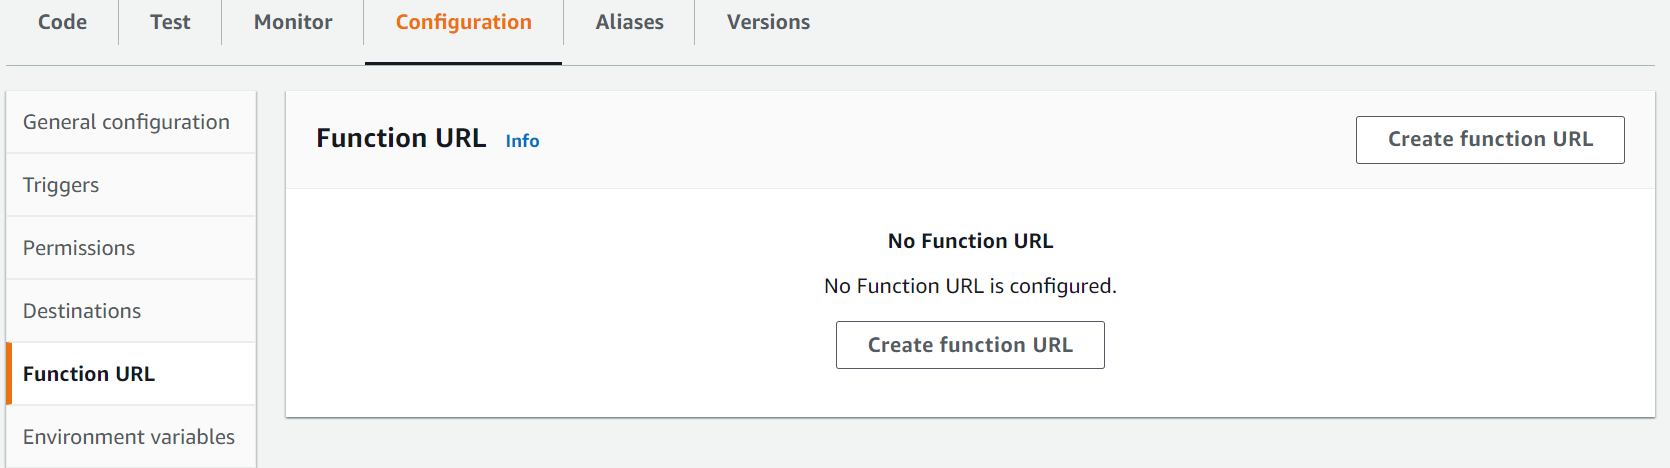 Code Test Monitor Configuration Aliases Versions
General configuration
Triggers
Permissions
Destinations
Function URL
Environment variables
Function URL Info
Create function URL
No Function URL
No Function URL is configured.
Create function URL